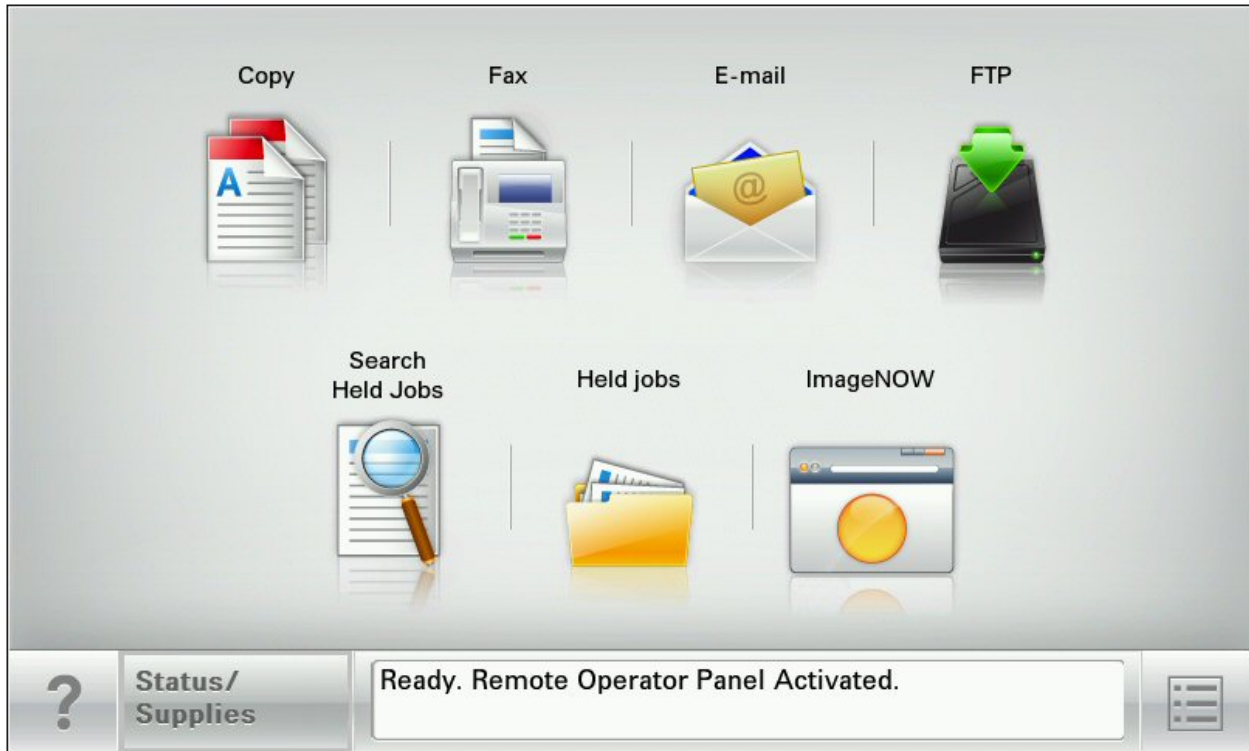 Copy
Fax
E-mail
FTP
A
@
Search
Held Jobs
Held jobs
ImageNOW
?
Status/
Supplies
Ready. Remote Operator Panel Activated.